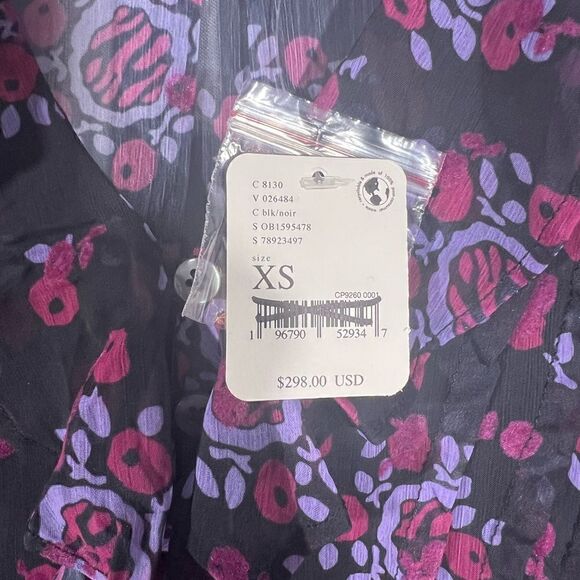 C 8130
V 026484
C blk/noir
S OB1595478
S 78923497
size
XS
CP9260 0001
1 96790 52934 7
$298.00 USD